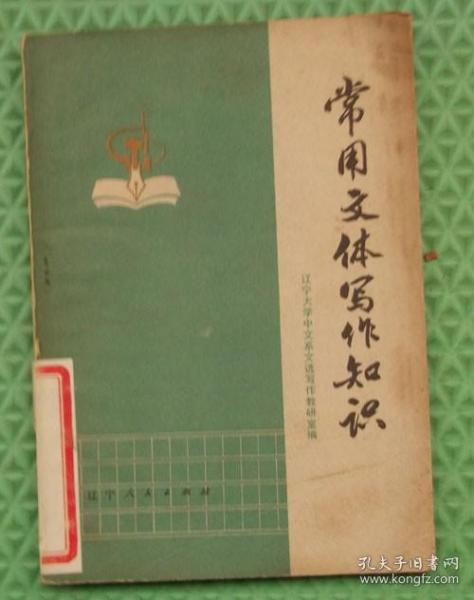 常用文体写作知识
辽宁大学中文系文选写作教研室编
辽宁人民出版社
孔夫子旧书网
www.kongfz.com